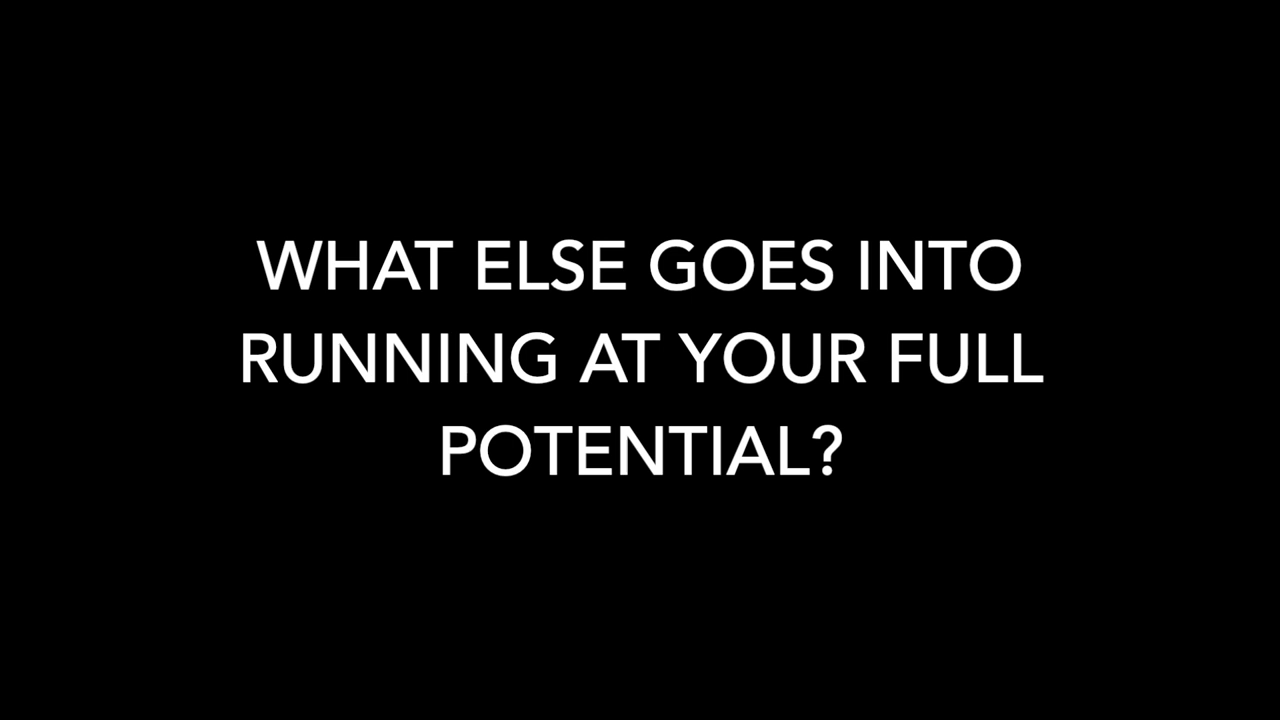 WHAT ELSE GOES INTO
RUNNING AT YOUR FULL
POTENTIAL?